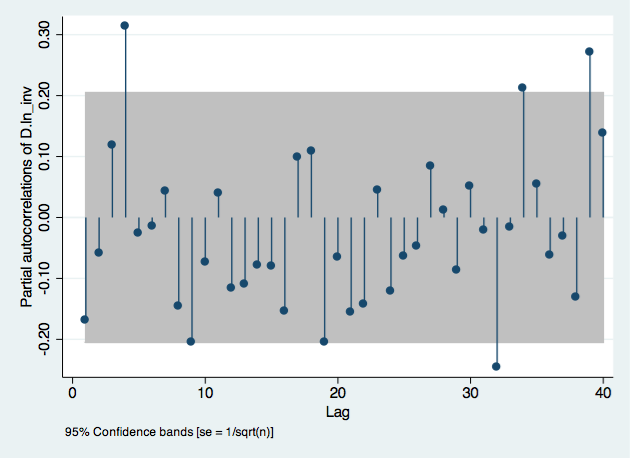 Partial autocorrelations of D.ln_inv
0.30
0.20
0.10
0.00
-0.10
-0.20
0 10 20 30 40
Lag
95% Confidence bands [se = 1/sqrt(n)]